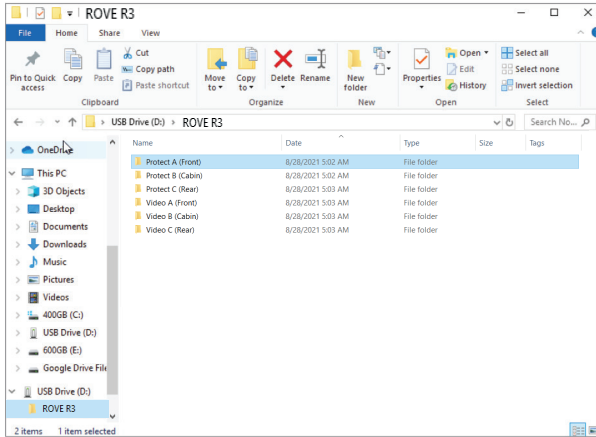 ROVE R3
File Home Share View
Pin to Quick access
Copy
Paste
Cut
Copy path
Paste shortcut
Move to
Copy to
Delete
Rename
New folder
Properties
Open
Edit
History
Select all
Select none
Invert selection
Clipboard Organize New Open Select
USB Drive (D:) ROVE R3 Search No...
Name Date Type Size Tags
Protect A (Front) 8/28/2021 5:02 AM File folder
Protect B (Cabin) 8/28/2021 5:02 AM File folder
Protect C (Rear) 8/28/2021 5:03 AM File folder
Video A (Front) 8/28/2021 5:03 AM File folder
Video B (Cabin) 8/28/2021 5:03 AM File folder
Video C (Rear) 8/28/2021 5:03 AM File folder
OneDrive
This PC
3D Objects
Desktop
Documents
Downloads
Music
Pictures
Videos
400GB (C:)
USB Drive (D:)
600GB (E:)
Google Drive File
USB Drive (D:)
ROVE R3
2 items 1 item selected